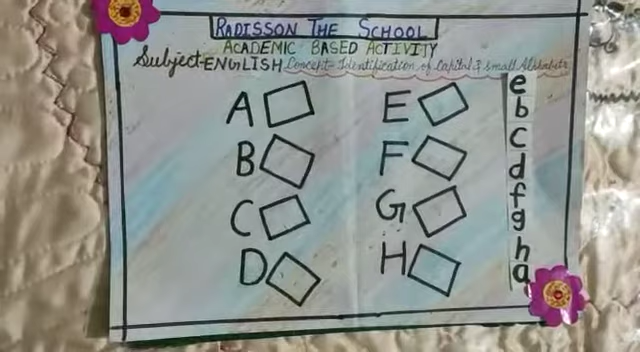 RADISSON THE SCHOOL
ACADEMIC BASED ACTIVITY
Subject-ENGLISH Concept-Identification of Capital & small Alphabets
A E
B F
C G
D H
e
b
c
d
f
g
h
a